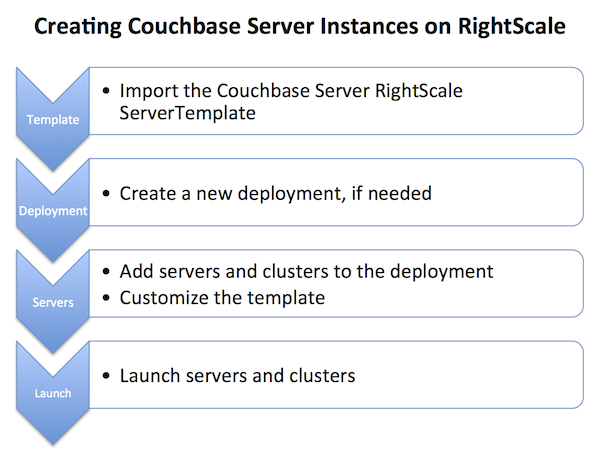 Creating Couchbase Server Instances on RightScale
Template
• Import the Couchbase Server RightScale
ServerTemplate
Deployment
• Create a new deployment, if needed
Servers
• Add servers and clusters to the deployment
• Customize the template
Launch
• Launch servers and clusters